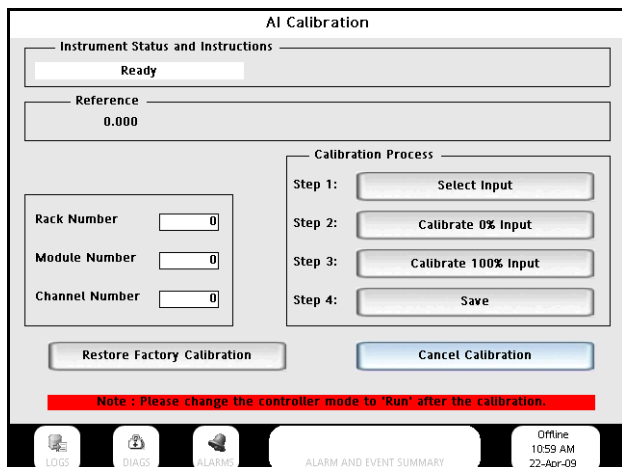 AI Calibration
Instrument Status and Instructions
Ready
Reference
0.000
Calibration Process
Step 1: Select Input
Step 2: Calibrate 0% Input
Step 3: Calibrate 100% Input
Step 4: Save
Rack Number 0
Module Number 0
Channel Number 0
Restore Factory Calibration
Cancel Calibration
Note : Please change the controller mode to 'Run' after the calibration.
LOGS
DIAGS
ALARMS
ALARM AND EVENT SUMMARY
Offline
10:59 AM
22-Apr-09